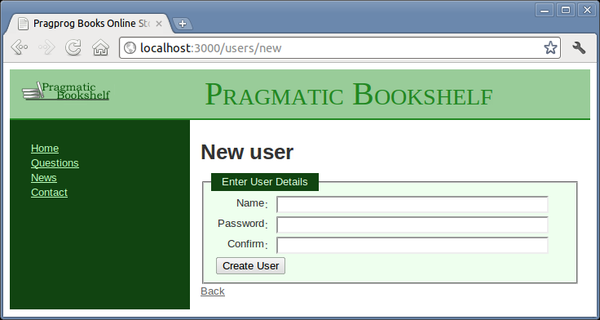 Pragprog Books Online Sto
localhost:3000/users/new
Pragmatic
Bookshelf
PRAGMATIC BOOKSHELF
Home
Questions
News
Contact
New user
Enter User Details
Name:
Password:
Confirm:
Create User
Back